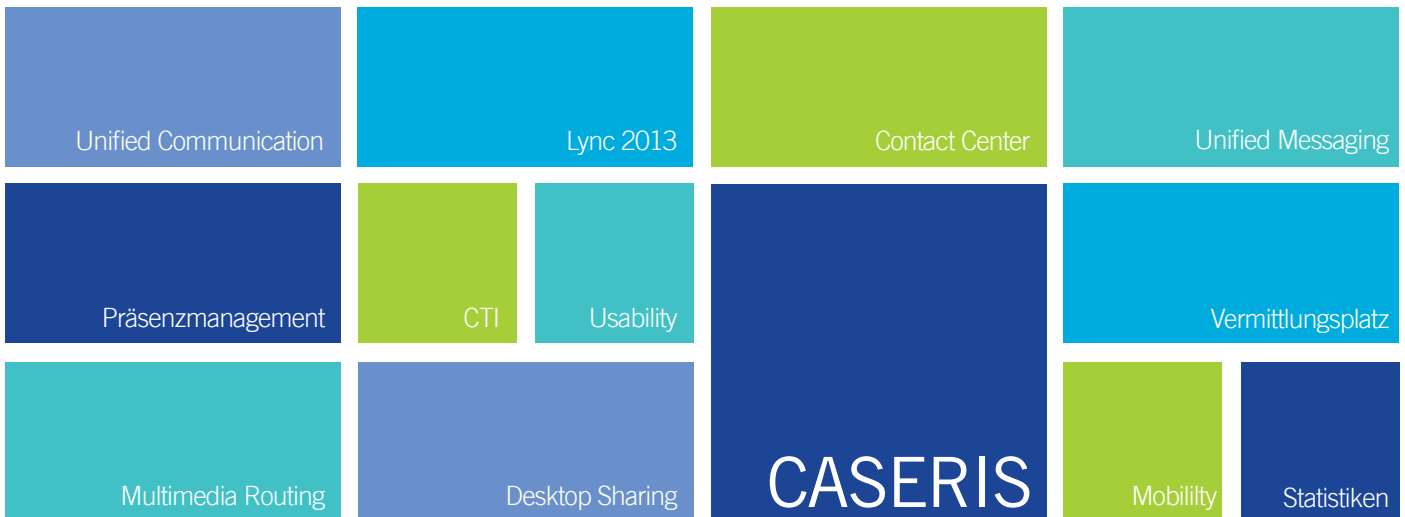 Unified Communication
Lync 2013
Contact Center
Unified Messaging
Präsenzmanagement
CTI
Usability
Vermittlungsplatz
Multimedia Routing
Desktop Sharing
CASERIS
Mobililty
Statistiken